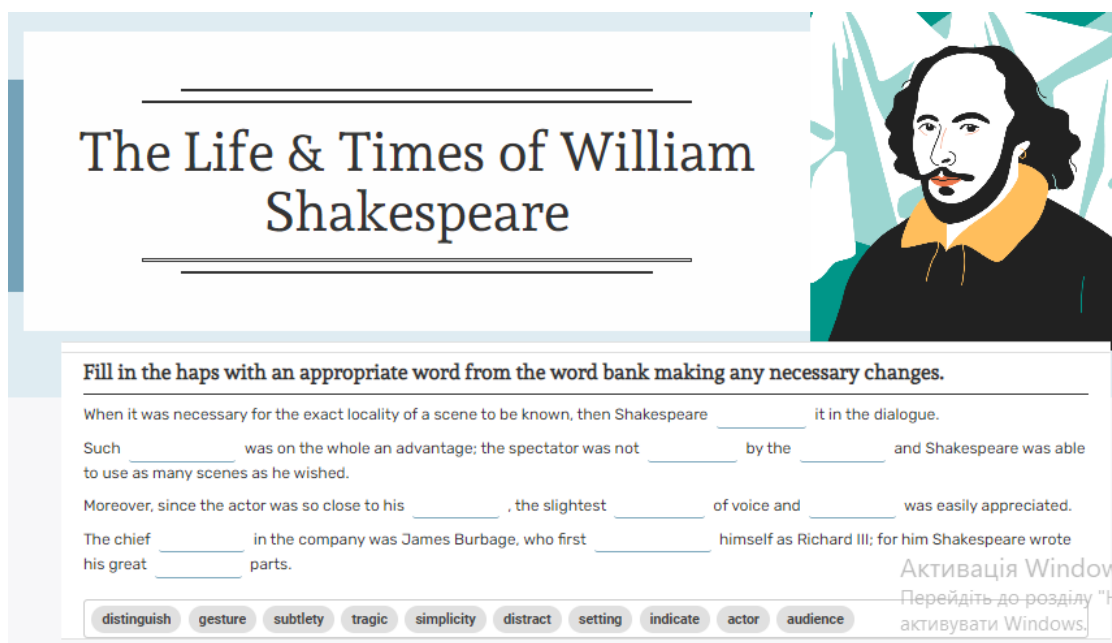 The Life & Times of William
Shakespeare
Fill in the haps with an appropriate word from the word bank making any necessary changes.
When it was necessary for the exact locality of a scene to be known, then Shakespeare it in the dialogue.
Such was on the whole an advantage; the spectator was not by the and Shakespeare was able
to use as many scenes as he wished.
Moreover, since the actor was so close to his , the slightest of voice and was easily appreciated.
The chief in the company was James Burbage, who first himself as Richard III; for him Shakespeare wrote
his great parts.
Активація Window
Перейдіть до розділу "Н
активувати Windows.
distinguish gesture subtlety tragic simplicity distract setting indicate actor audience